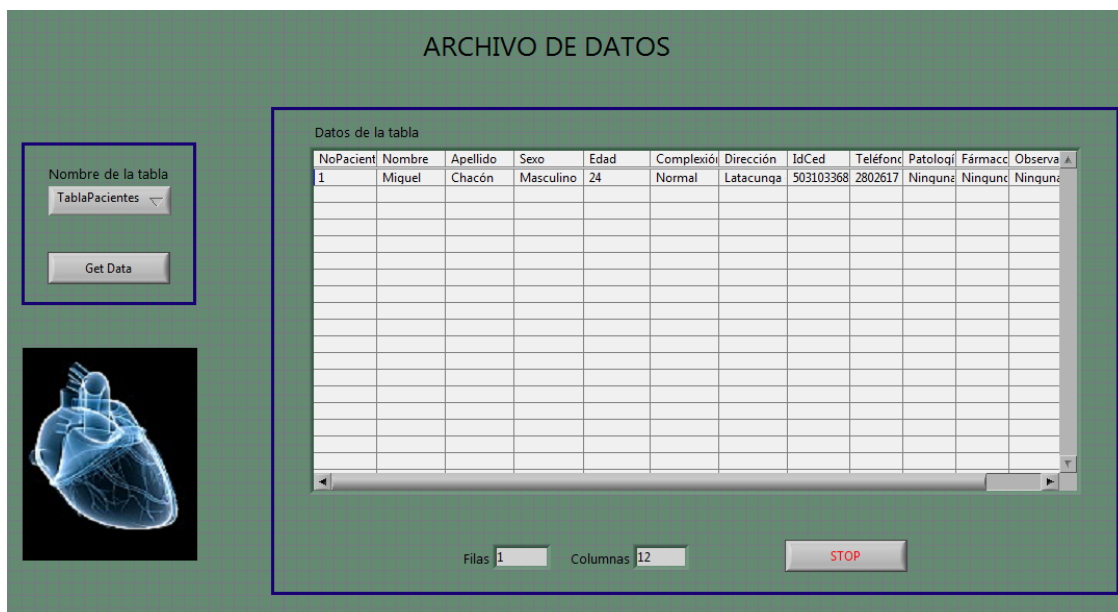 ARCHIVO DE DATOS
Nombre de la tabla
TablaPacientes
Get Data
Datos de la tabla
NoPacient Nombre Apellido Sexo Edad Complexión Dirección IdCed Teléfono Patologí Fármaco Observa
1 Miguel Chacón Masculino 24 Normal Latacunga 503103368 2802617 Ninguna Ninguno Ninguna
Filas 1 Columnas 12 STOP